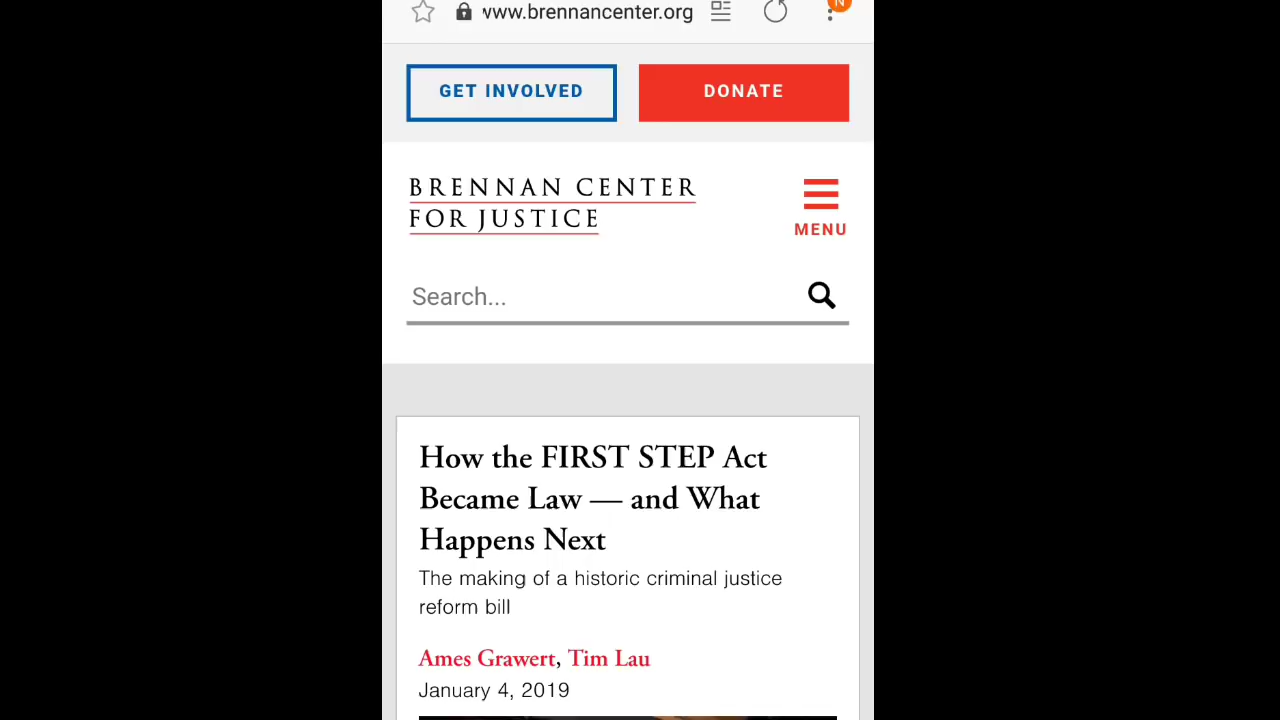 www.brennancenter.org
N
GET INVOLVED
DONATE
BRENNAN CENTER
FOR JUSTICE
MENU
Search...
How the FIRST STEP Act
Became Law — and What
Happens Next
The making of a historic criminal justice
reform bill
Ames Grawert, Tim Lau
January 4, 2019